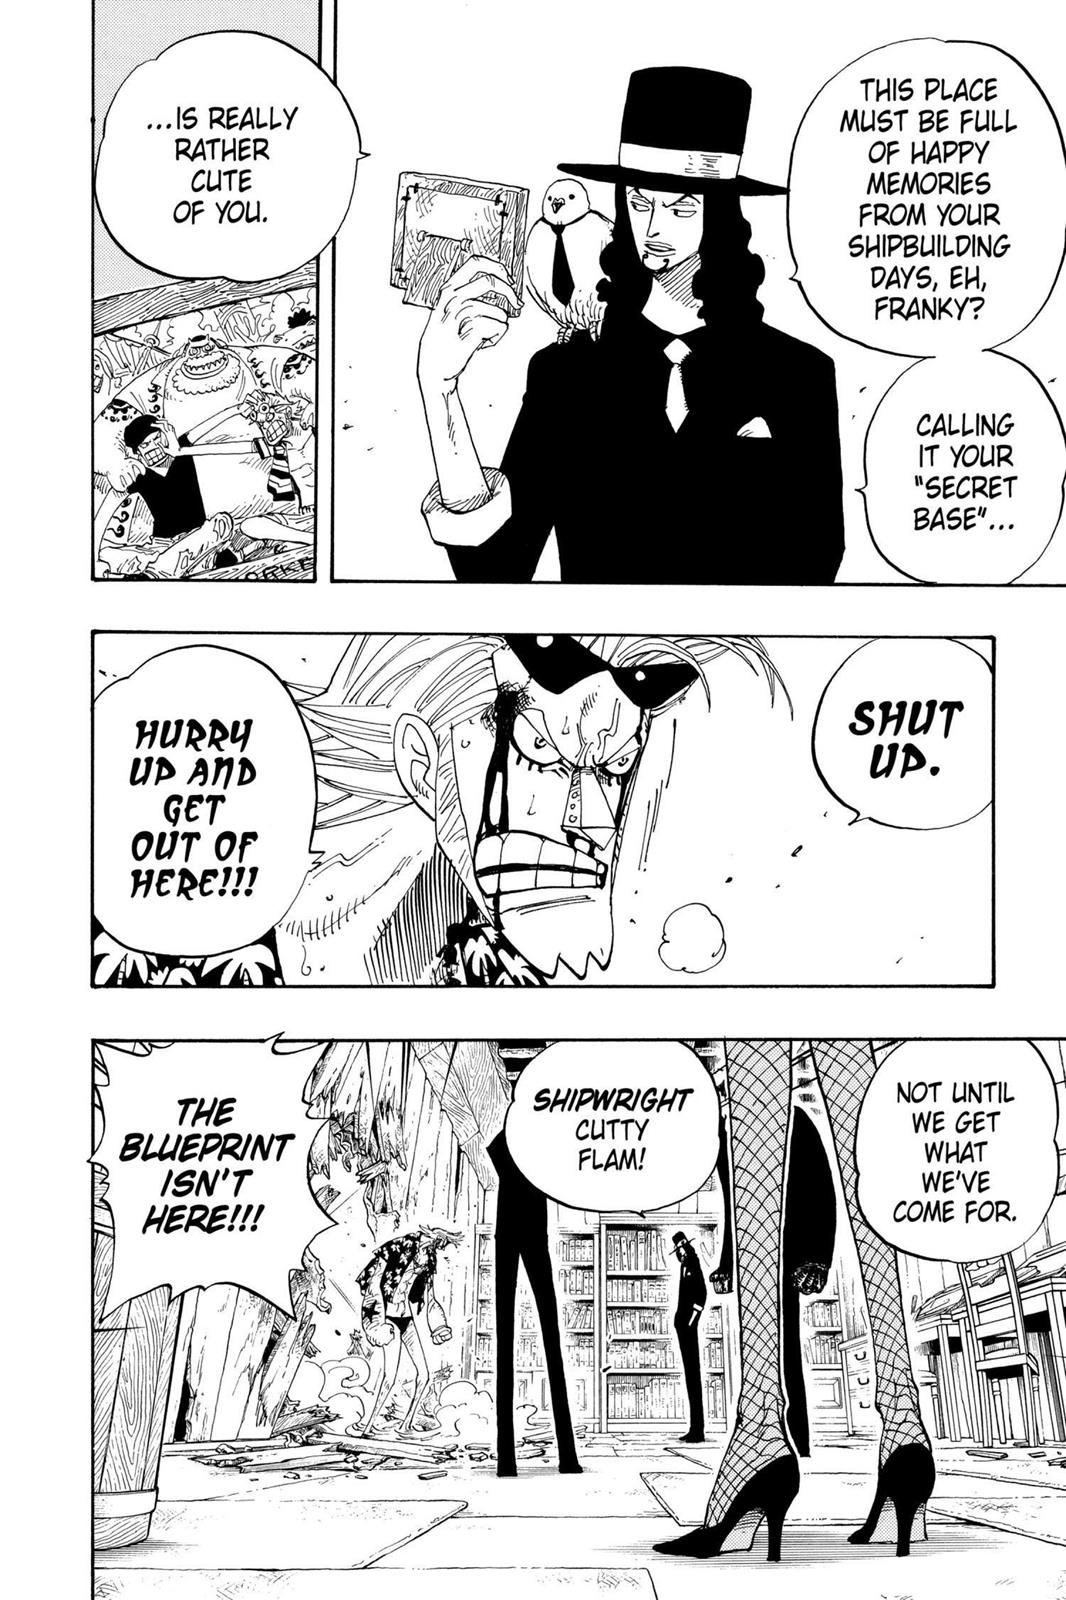 THIS PLACE
MUST BE FULL
OF HAPPY
MEMORIES
FROM YOUR
SHIPBUILDING
DAYS, EH,
FRANKY?
CALLING
IT YOUR
"SECRET
BASE"...
...IS REALLY
RATHER
CUTE
OF YOU.
SHUT
UP.
HURRY
UP AND
GET
OUT OF
HERE!!!
NOT UNTIL
WE GET
WHAT
WE'VE
COME FOR.
SHIPWRIGHT
CUTTY
FLAM!
THE
BLUEPRINT
ISN'T
HERE!!!